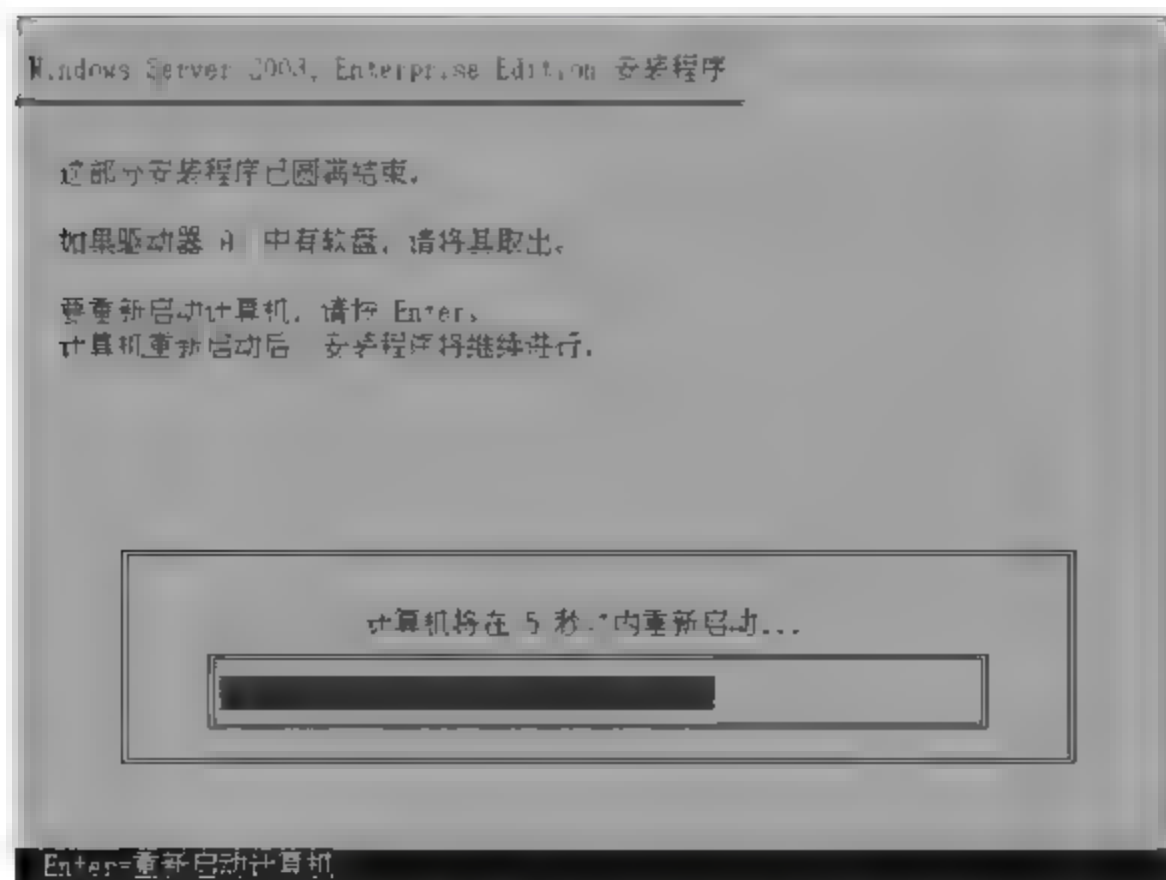 Windows Server 2003, Enterprise Edition 安装程序
这部分安装程序已圆满结束。
如果驱动器 A: 中有软盘，请将其取出。
要重新启动计算机，请按 Enter。
计算机重新启动后，安装程序将继续进行。
计算机将在 5 秒之内重新启动...
Enter=重新启动计算机